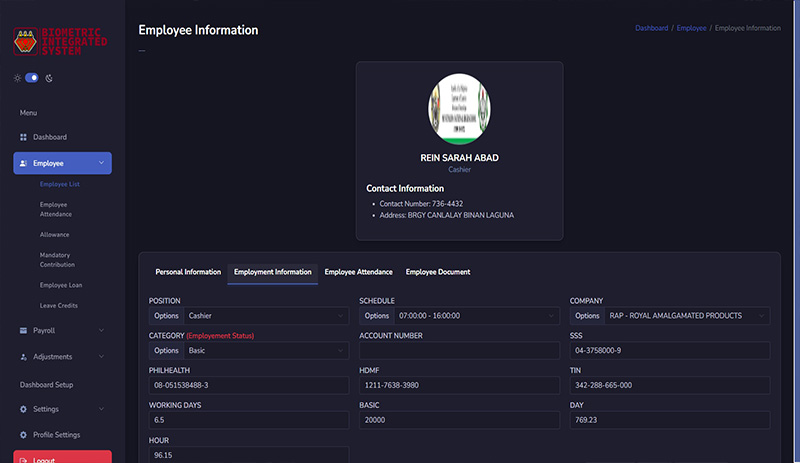 BIOMETRIC
INTEGRATED
SYSTEM
Menu
Dashboard
Employee
Employee List
Employee
Attendance
Allowance
Mandatory
Contribution
Employee Loan
Leave Credits
Payroll
Adjustments
Dashboard Setup
Settings
Profile Settings
Logout
Employee Information
Dashboard / Employee / Employee Information
REIN SARAH ABAD
Cashier
Contact Information
Contact Number: 736-4432
Address: BRGY CANLALAY BINAN LAGUNA
Personal Information Employment Information Employee Attendance Employee Document
POSITION SCHEDULE COMPANY
Options Cashier Options 07:00:00 - 16:00:00 Options RAP - ROYAL AMALGAMATED PRODUCTS
CATEGORY (Employement Status) ACCOUNT NUMBER SSS
Options Basic 04-3758000-9
PHILHEALTH HDMF TIN
08-051538488-3 1211-7638-3980 342-288-665-000
WORKING DAYS BASIC DAY
6.5 20000 769.23
HOUR
96.15